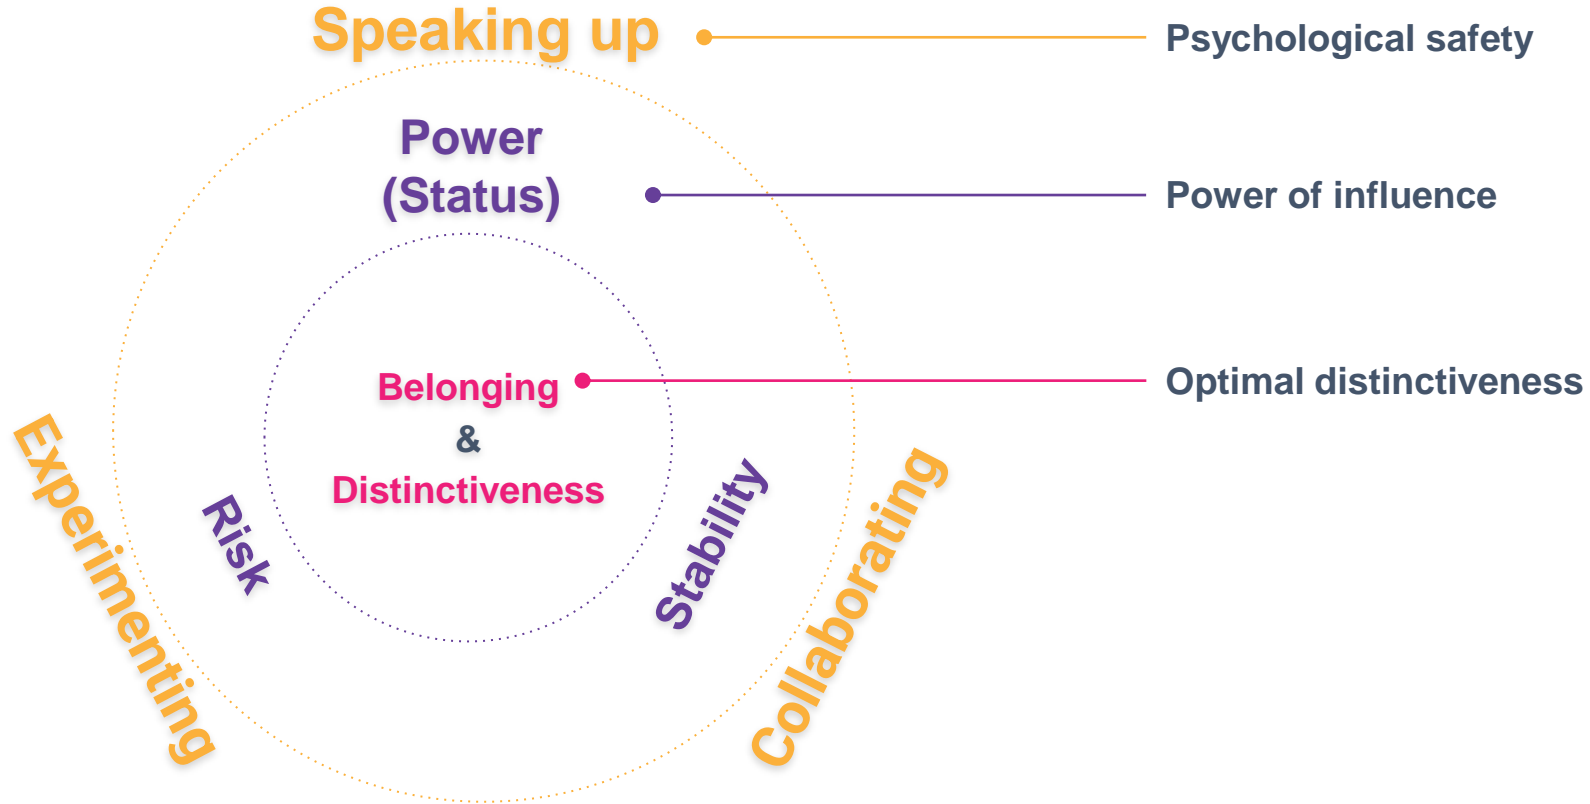 Speaking up
Psychological safety
Power
(Status)
Power of influence
Belonging
&
Distinctiveness
Optimal distinctiveness
Experimenting
Risk
Stability
Collaborating